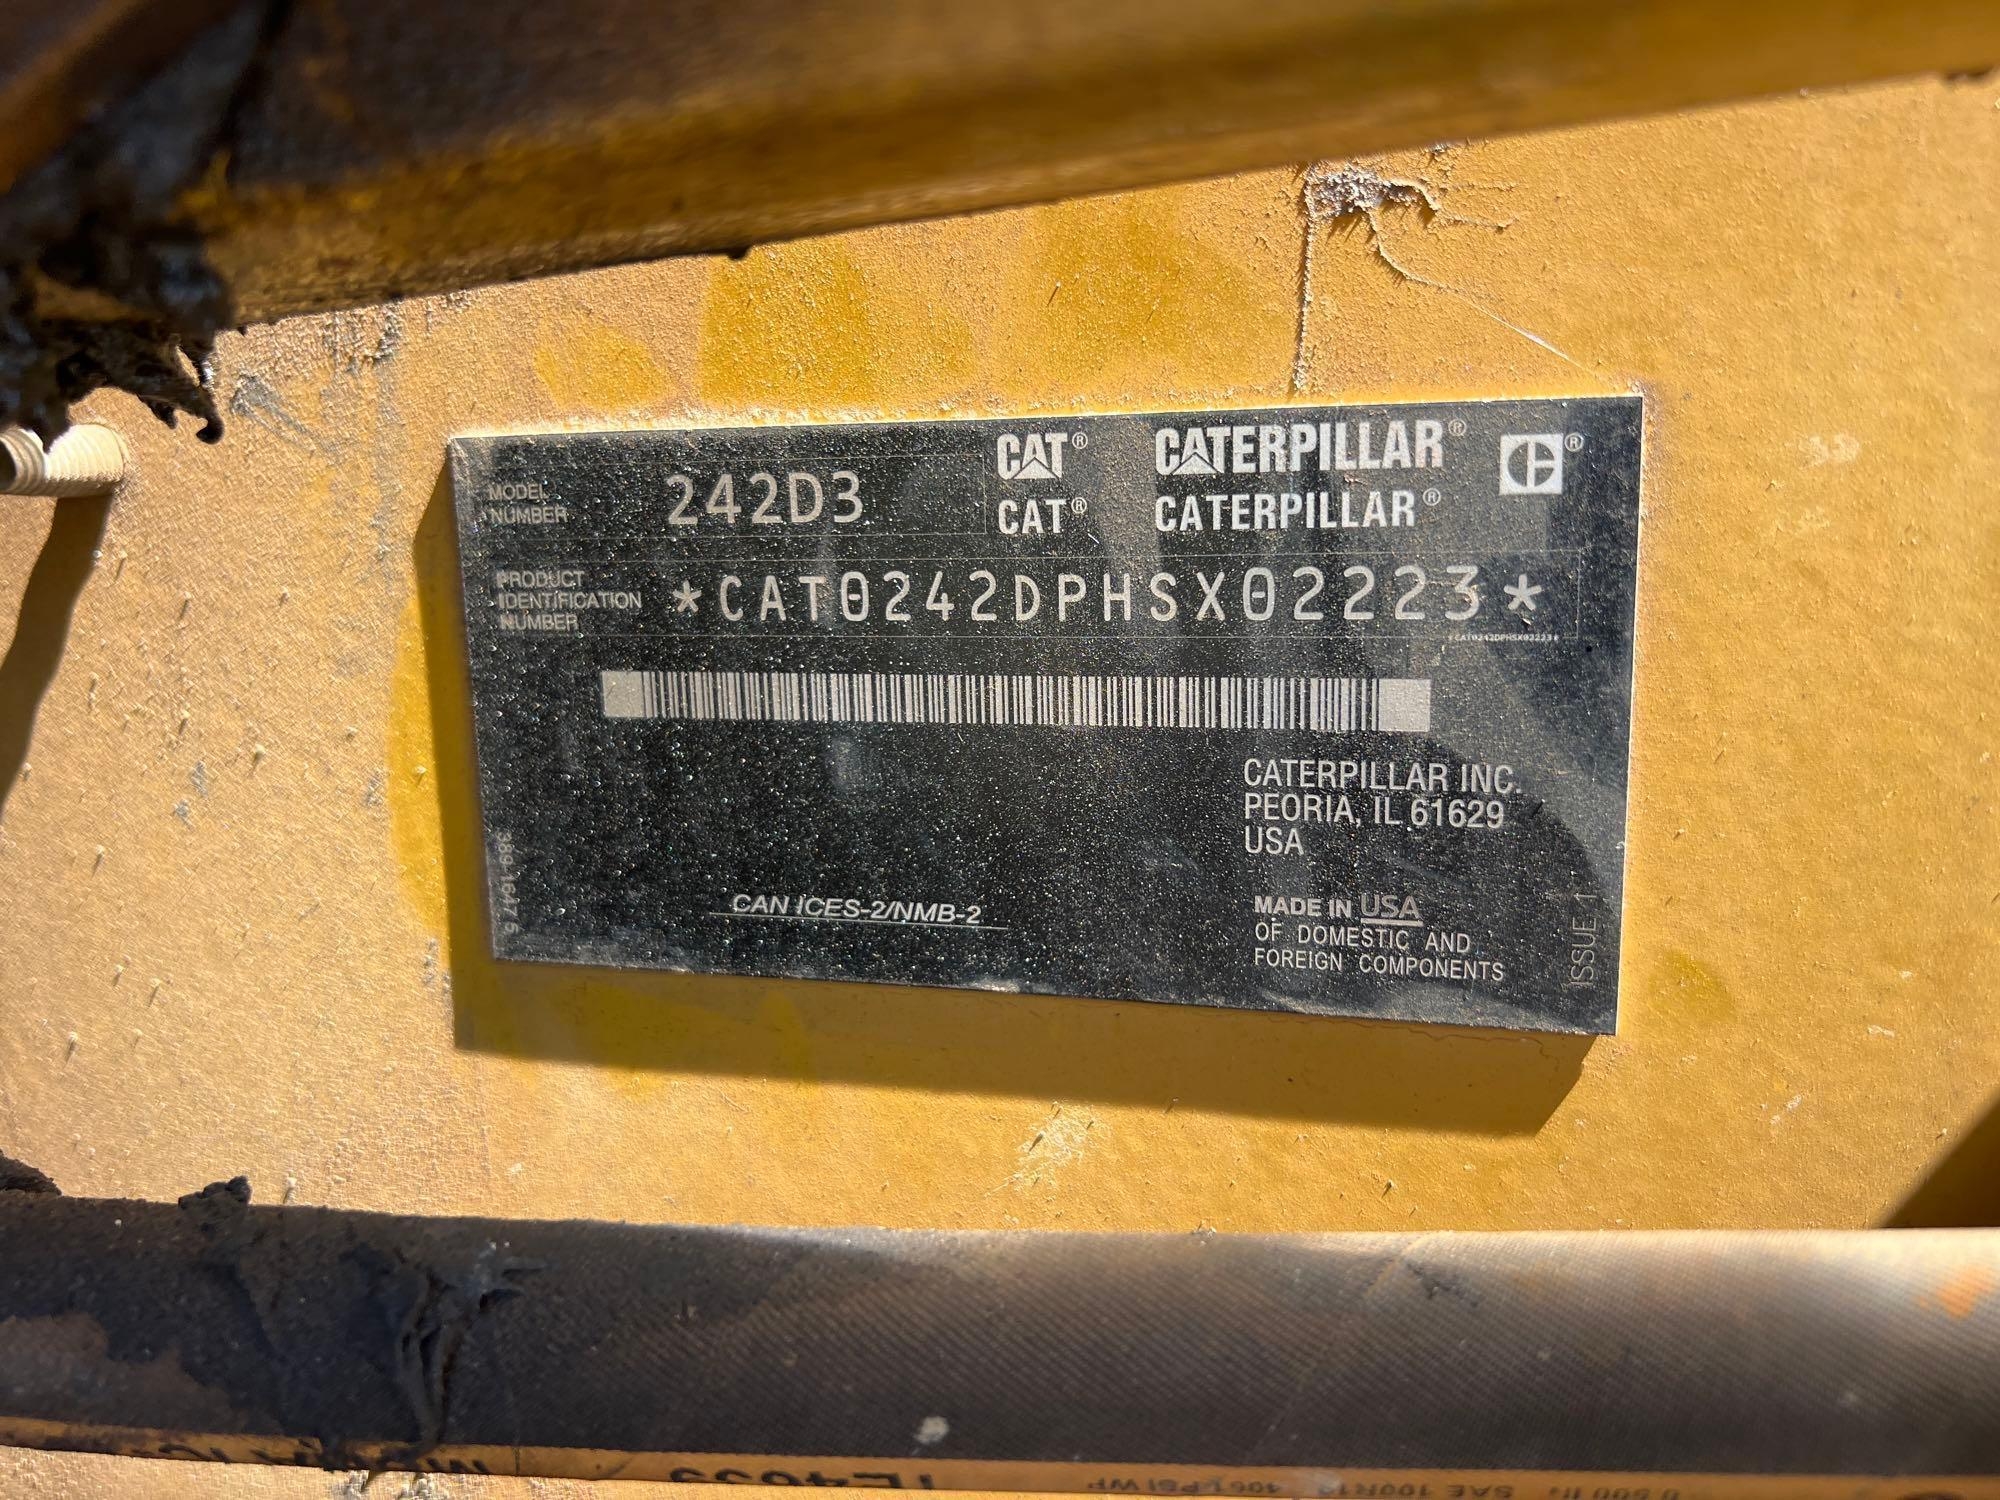 MODEL NUMBER 242D3
CAT® CATERPILLAR® ®
CAT® CATERPILLAR®
PRODUCT IDENTIFICATION NUMBER *CAT0242DPHSX02223*
*CAT0242DPHSX02223*
CATERPILLAR INC.
PEORIA, IL 61629
USA
CAN ICES-2/NMB-2
MADE IN USA
OF DOMESTIC AND
FOREIGN COMPONENTS
ISSUE 1